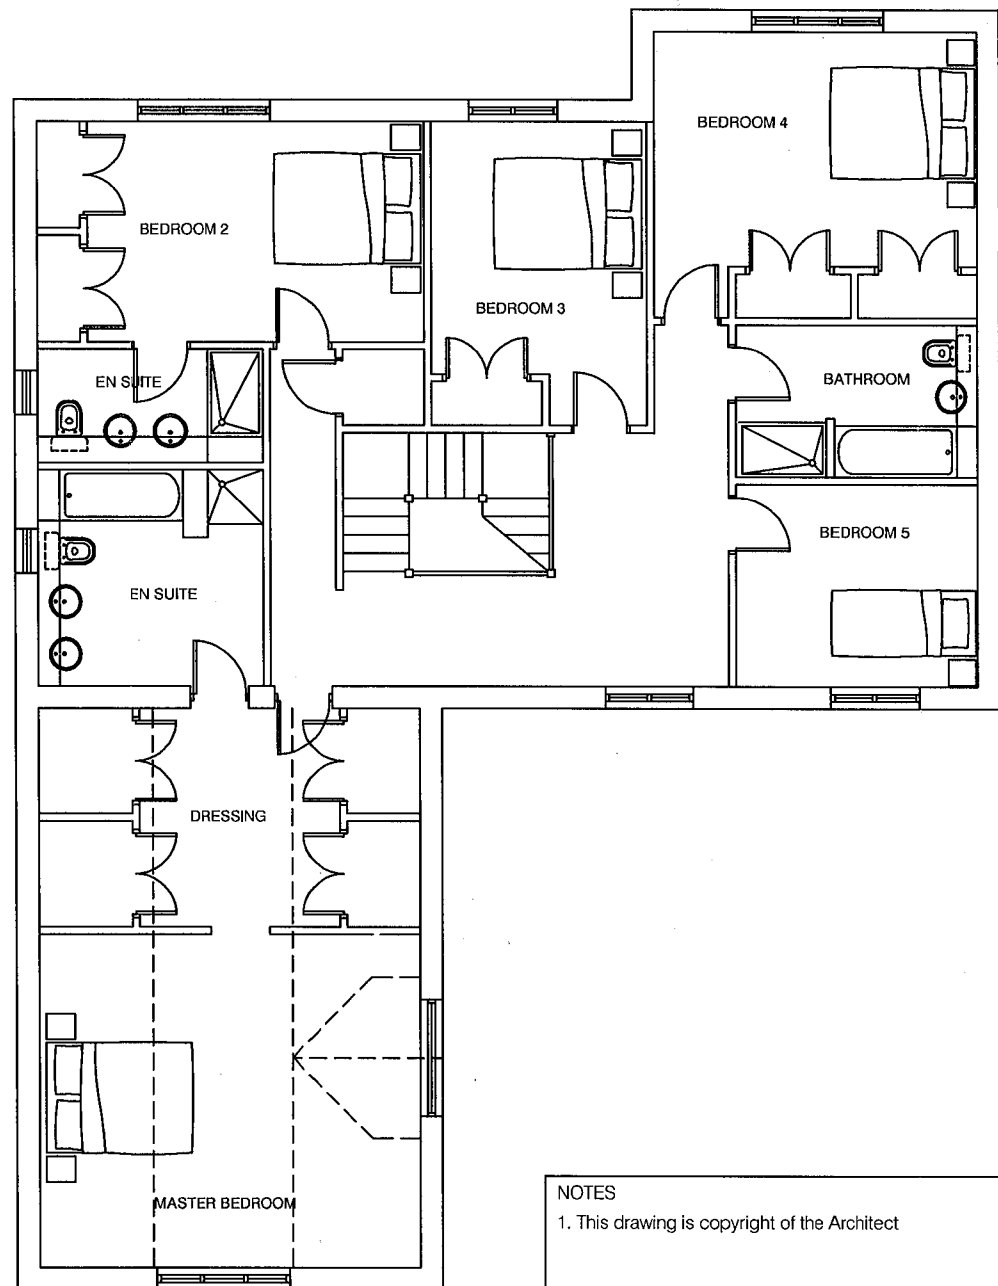 BEDROOM 4
BEDROOM 2
BEDROOM 3
EN SUITE
BATHROOM
BEDROOM 5
EN SUITE
DRESSING
MASTER BEDROOM
NOTES
1. This drawing is copyright of the Architect